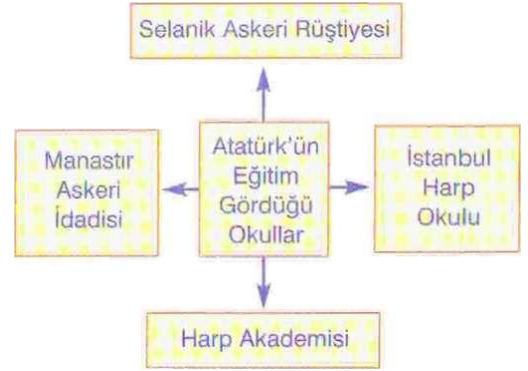 Selanik Askeri Rüştiyesi
Manastır
Askeri
İdadisi
Atatürk'ün
Eğitim
Gördüğü
Okullar
İstanbul
Harp
Okulu
Harp Akademisi